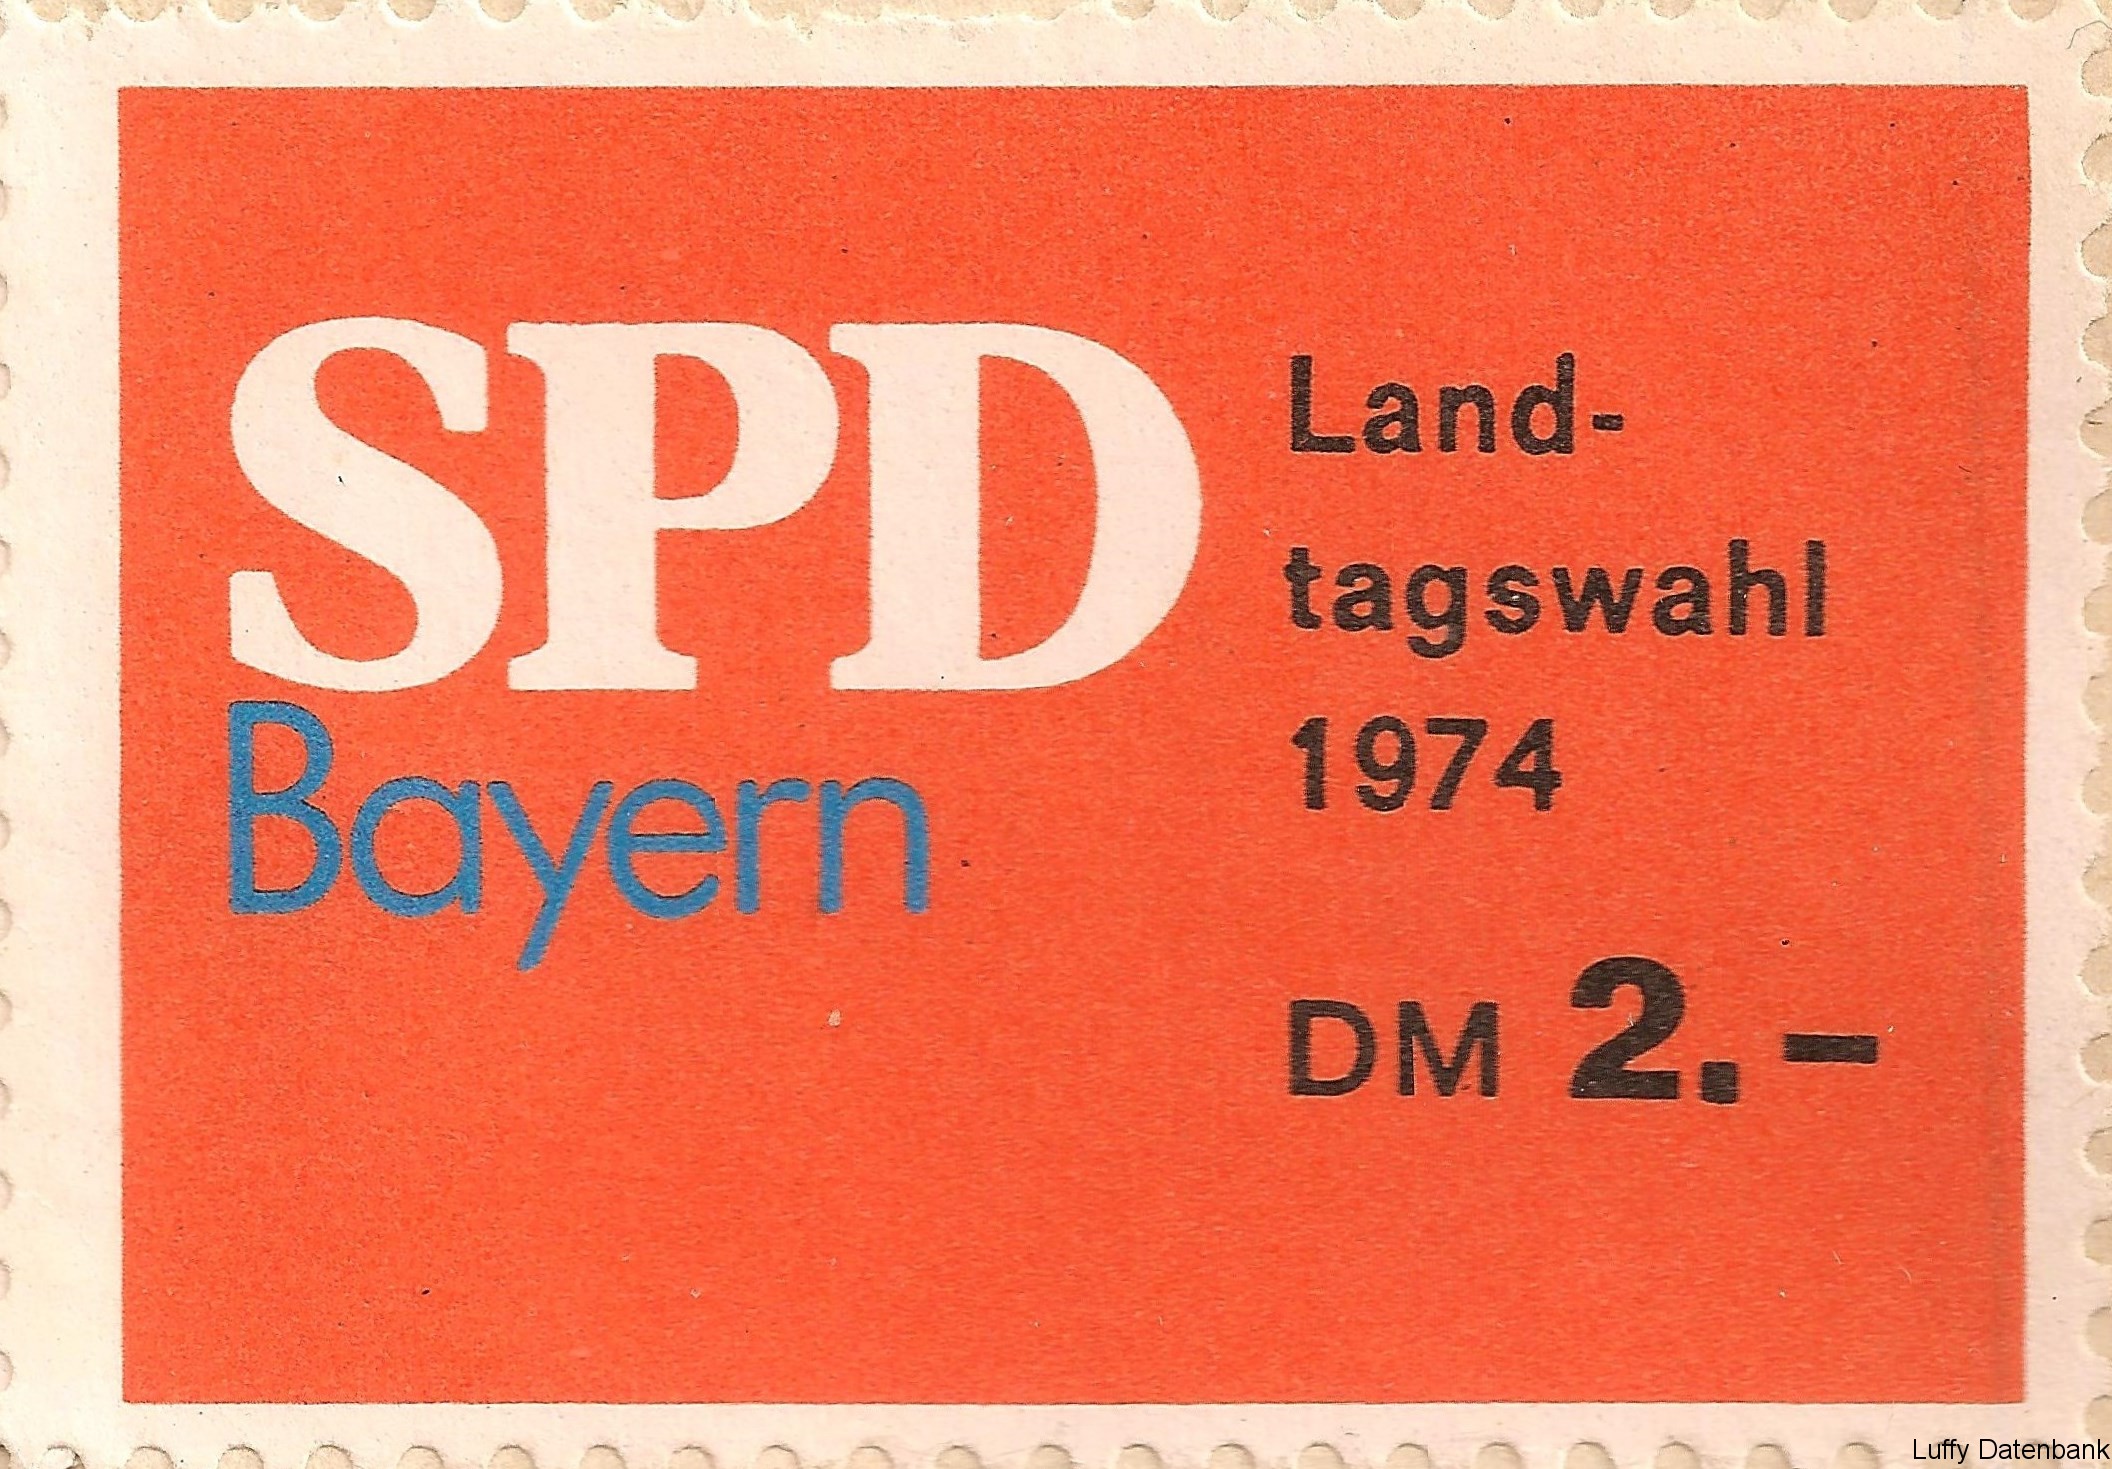 SPD
Bayern
Land-
tagswahl
1974
DM 2.–
Luffy Datenbank